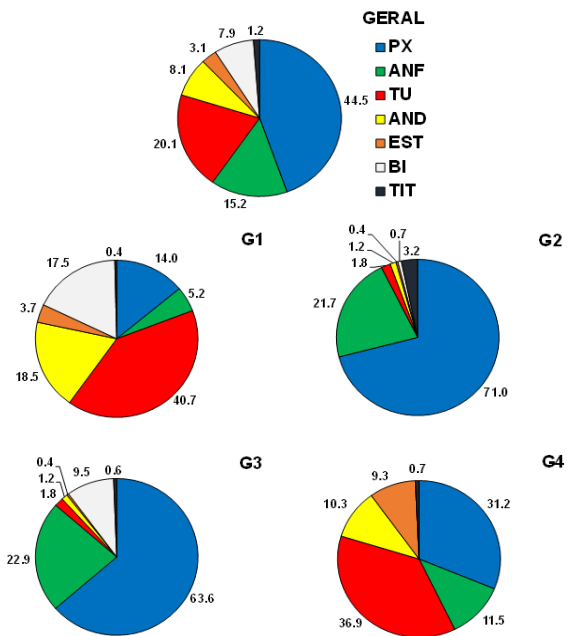 GERAL
PX
ANF
TU
AND
EST
BI
TIT
1.2
7.9
3.1
8.1
44.5
20.1
15.2
G1
0.4
17.5
14.0
5.2
3.7
18.5
40.7
G2
0.4
0.7
1.2
3.2
1.8
21.7
71.0
G3
0.4
9.5
0.6
1.2
1.8
22.9
63.6
G4
0.7
9.3
10.3
31.2
36.9
11.5